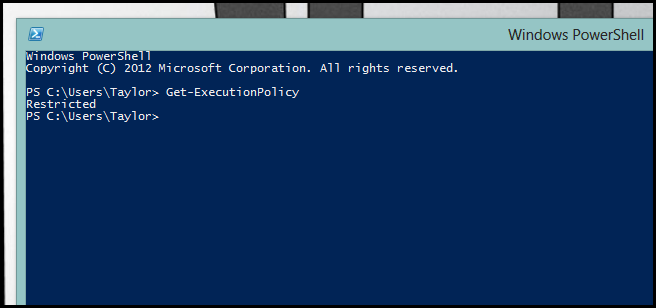 Windows PowerShell
Windows PowerShell
Copyright (C) 2012 Microsoft Corporation. All rights reserved.
PS C:\Users\Taylor> Get-ExecutionPolicy
Restricted
PS C:\Users\Taylor>